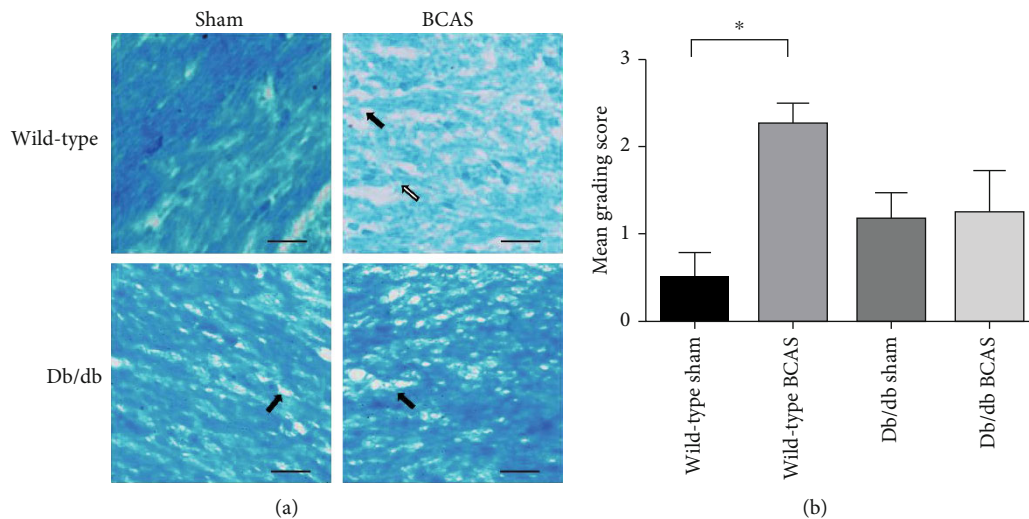 Sham
BCAS
Wild-type
Db/db
(a)
*
Mean grading score
3
2
1
0
Wild-type sham
Wild-type BCAS
Db/db sham
Db/db BCAS
(b)